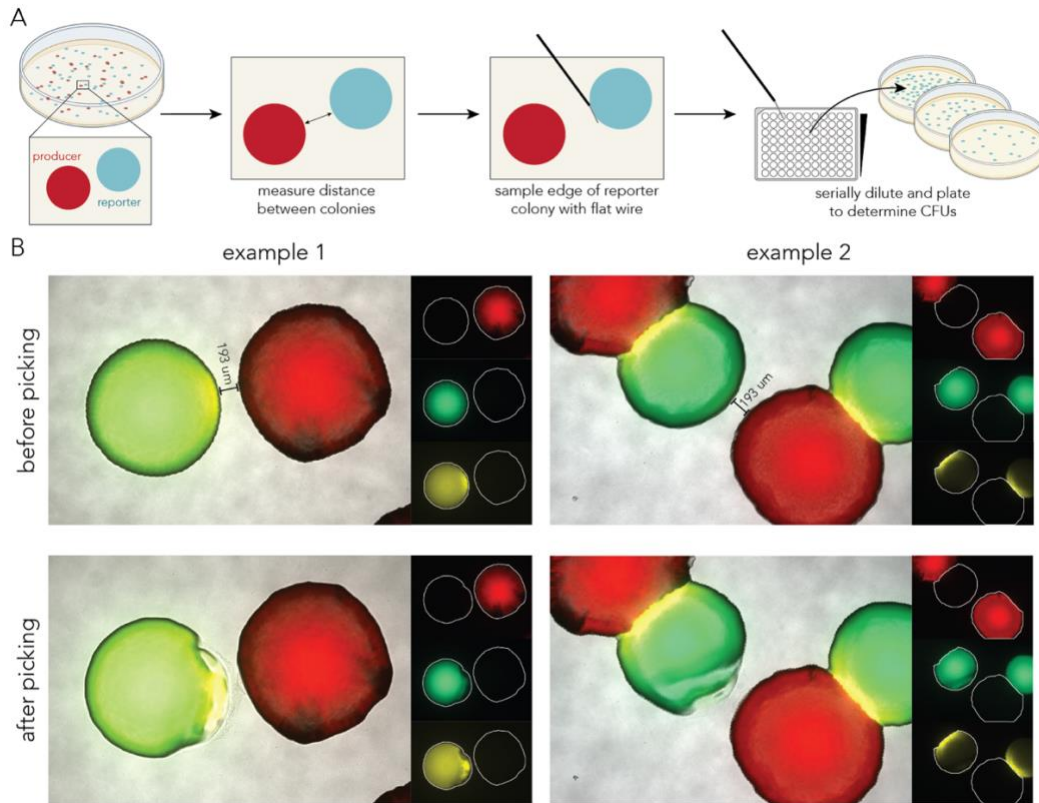 A
producer
reporter
measure distance
between colonies
sample edge of reporter
colony with flat wire
serially dilute and plate
to determine CFUs
B
example 1
example 2
before picking
193 um
193 um
after picking